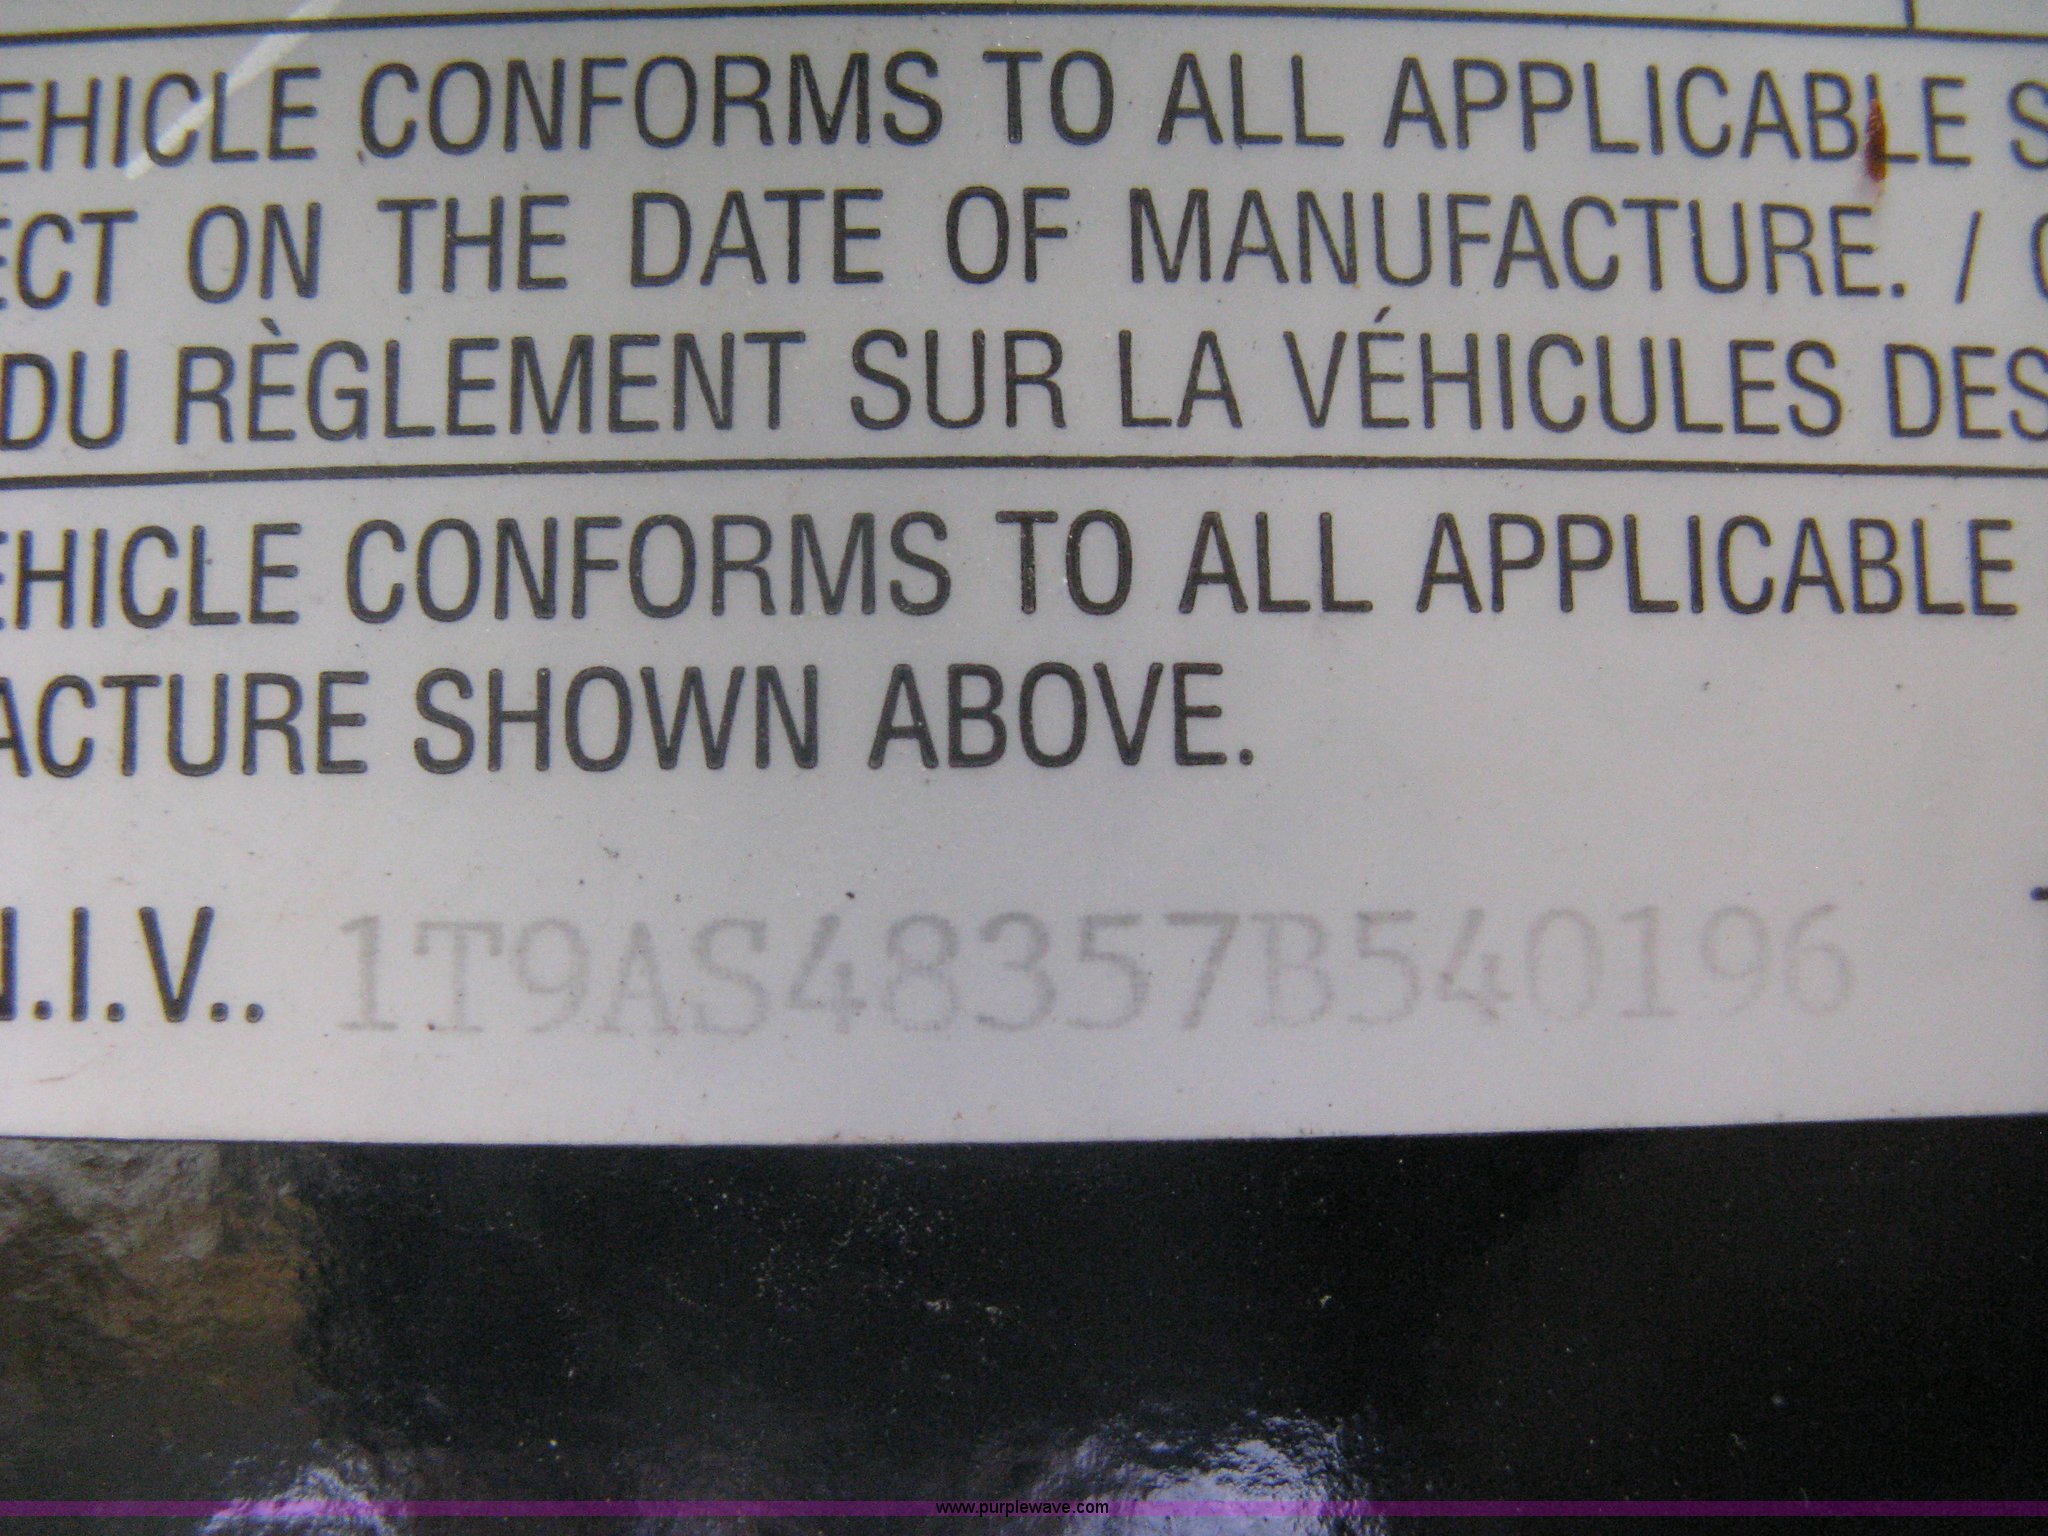 EHICLE CONFORMS TO ALL APPLICABLE S
ECT ON THE DATE OF MANUFACTURE. / C
DU RÈGLEMENT SUR LA VÉHICULES DES
EHICLE CONFORMS TO ALL APPLICABLE
ACTURE SHOWN ABOVE.
N.I.V.. 1T9AS48357B540196
www.purplewave.com